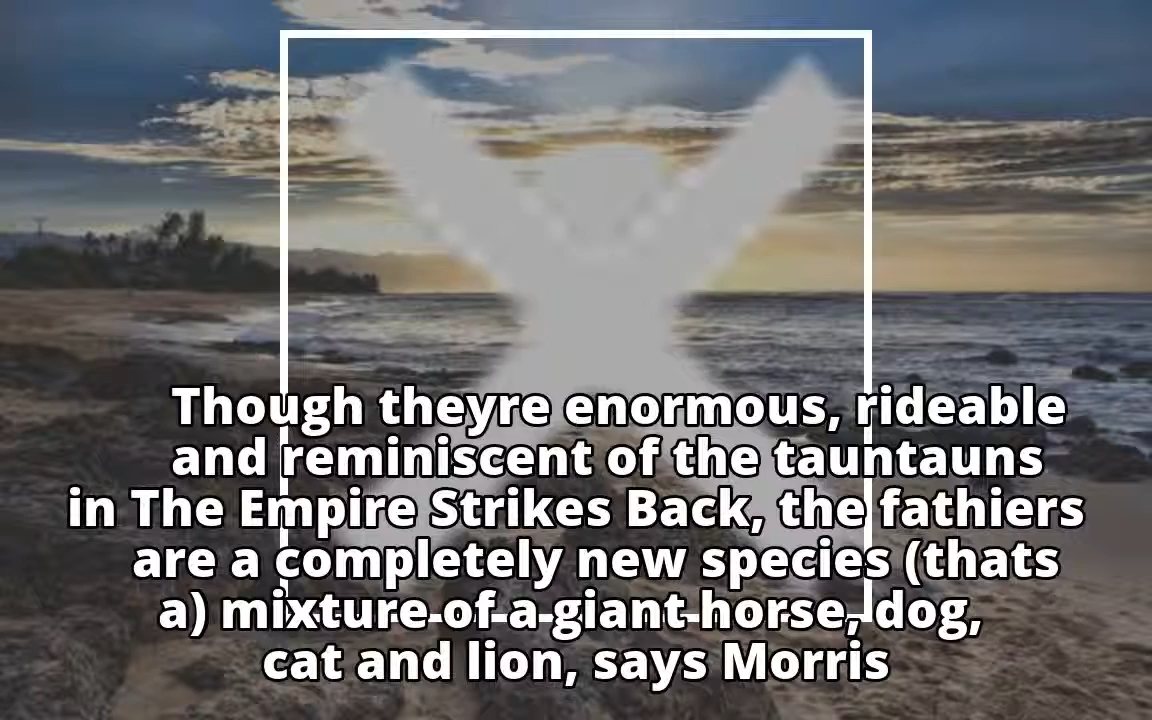 Though theyre enormous, rideable
and reminiscent of the tauntauns
in The Empire Strikes Back, the fathiers
are a completely new species (thats
a) mixture of a giant horse, dog,
cat and lion, says Morris